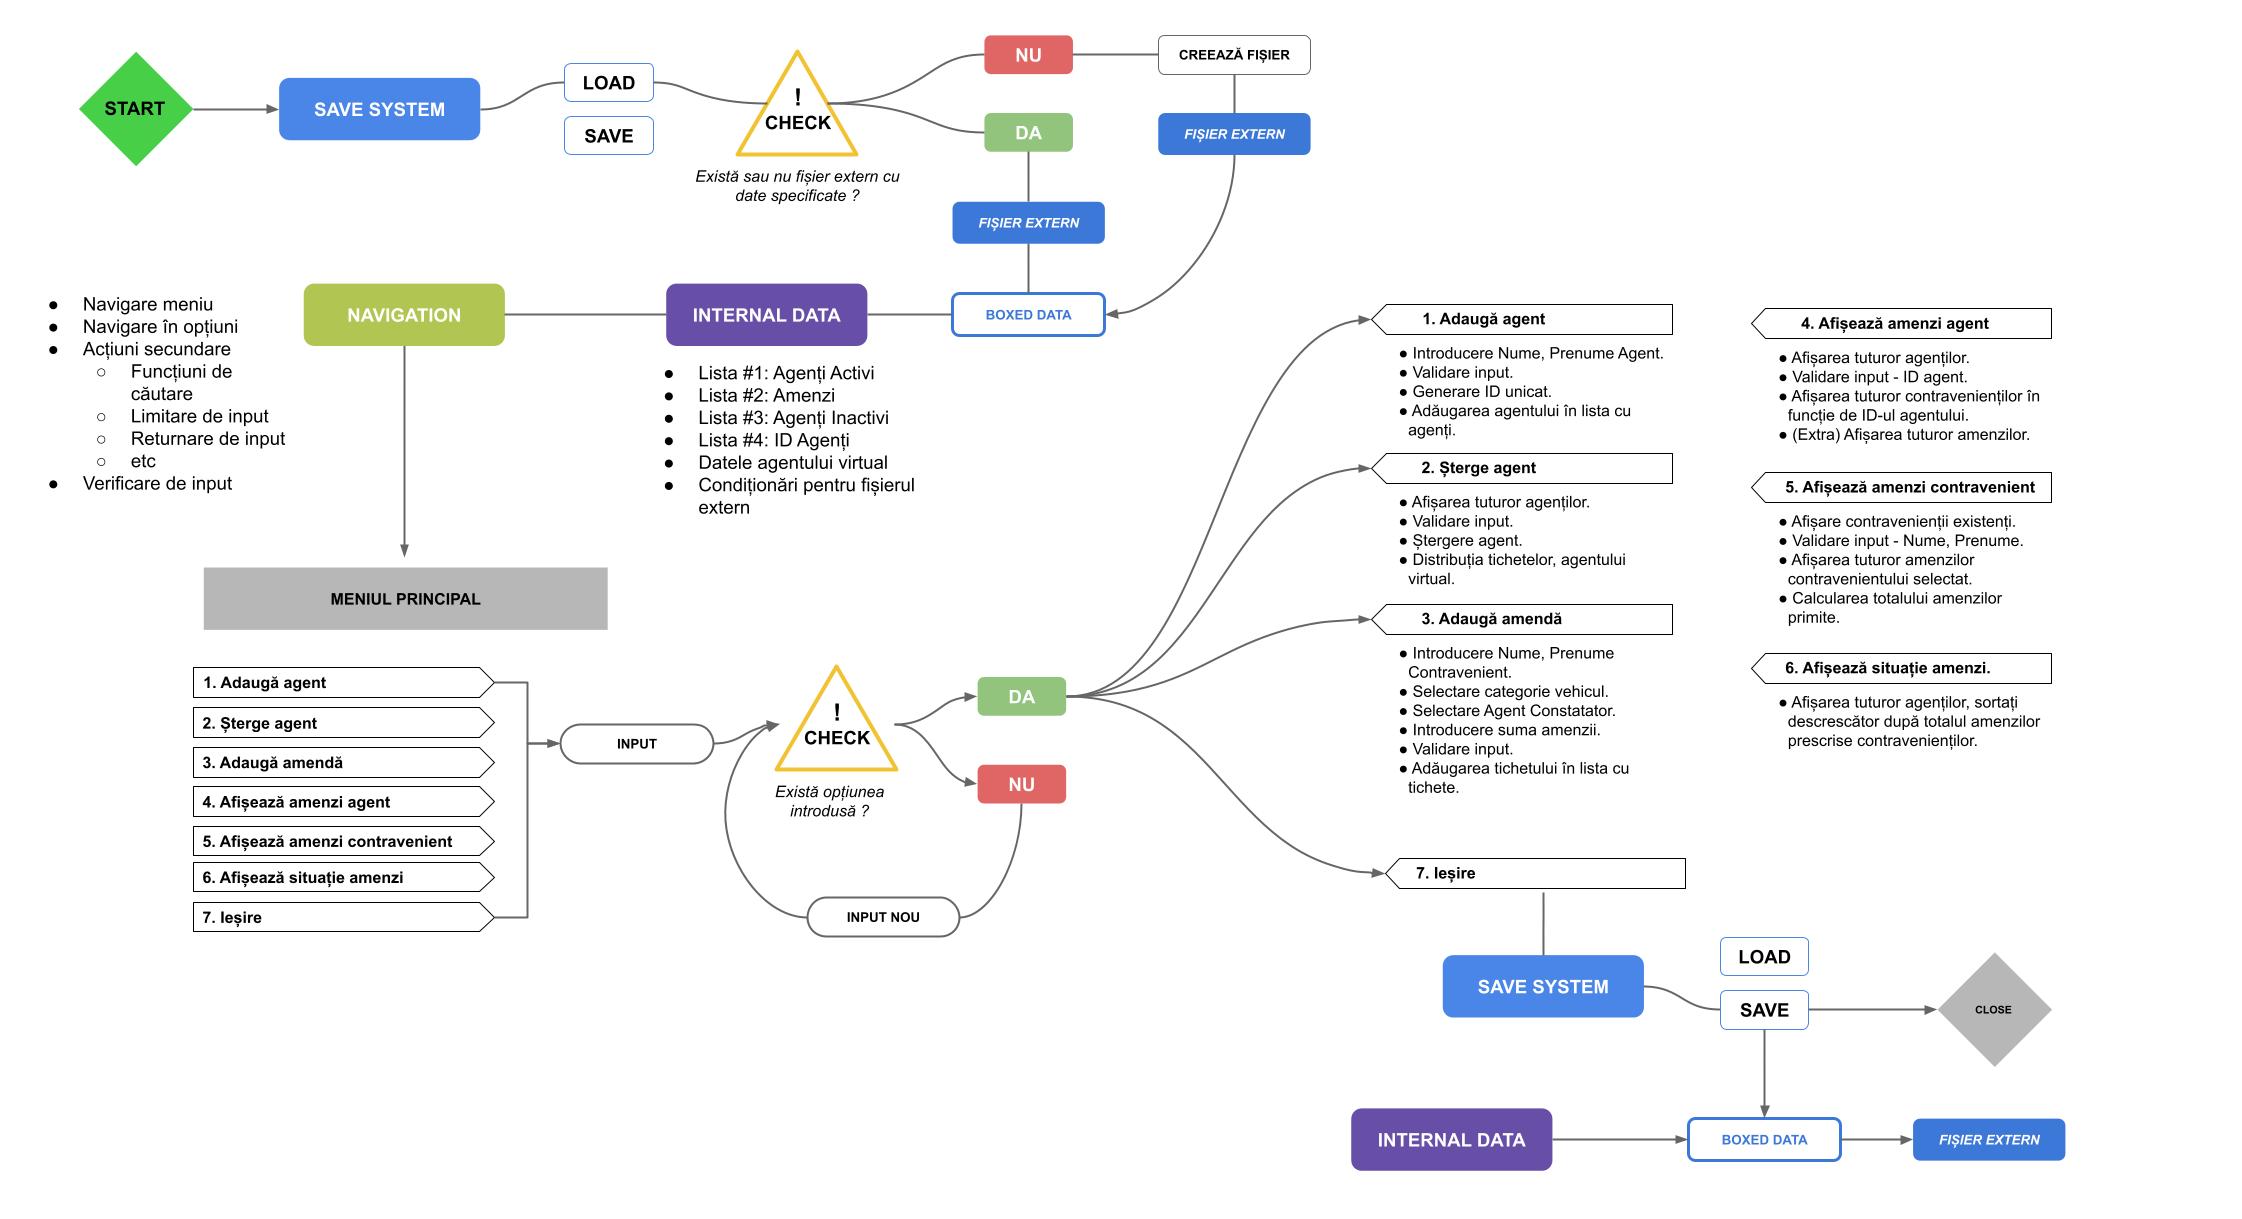 START
SAVE SYSTEM
LOAD
SAVE
!
CHECK
Există sau nu fișier extern cu
date specificate ?
NU
DA
CREEAZĂ FIȘIER
FIȘIER EXTERN
FIȘIER EXTERN
BOXED DATA
INTERNAL DATA
NAVIGATION
● Navigare meniu
● Navigare în opțiuni
● Acțiuni secundare
○ Funcțiuni de
căutare
○ Limitare de input
○ Returnare de input
○ etc
● Verificare de input
● Lista #1: Agenți Activi
● Lista #2: Amenzi
● Lista #3: Agenți Inactivi
● Lista #4: ID Agenți
● Datele agentului virtual
● Condiționări pentru fișierul
extern
MENIUL PRINCIPAL
1. Adaugă agent
2. Șterge agent
3. Adaugă amendă
4. Afișează amenzi agent
5. Afișează amenzi contravenient
6. Afișează situație amenzi
7. Ieșire
INPUT
!
CHECK
Există opțiunea
introdusă ?
DA
NU
INPUT NOU
1. Adaugă agent
● Introducere Nume, Prenume Agent.
● Validare input.
● Generare ID unicat.
● Adăugarea agentului în lista cu
agenți.
2. Șterge agent
● Afișarea tuturor agenților.
● Validare input.
● Ștergere agent.
● Distribuția tichetelor, agentului
virtual.
3. Adaugă amendă
● Introducere Nume, Prenume
Contravenient.
● Selectare categorie vehicul.
● Selectare Agent Constatator.
● Introducere suma amenzii.
● Validare input.
● Adăugarea tichetului în lista cu
tichete.
4. Afișează amenzi agent
● Afișarea tuturor agenților.
● Validare input - ID agent.
● Afișarea tuturor contravenienților în
funcție de ID-ul agentului.
● (Extra) Afișarea tuturor amenzilor.
5. Afișează amenzi contravenient
● Afișare contravenienții existenți.
● Validare input - Nume, Prenume.
● Afișarea tuturor amenzilor
contravenientului selectat.
● Calcularea totalului amenzilor
primite.
6. Afișează situație amenzi.
● Afișarea tuturor agenților, sortați
descrescător după totalul amenzilor
prescrise contravenienților.
7. Ieșire
SAVE SYSTEM
LOAD
SAVE
CLOSE
INTERNAL DATA
BOXED DATA
FIȘIER EXTERN